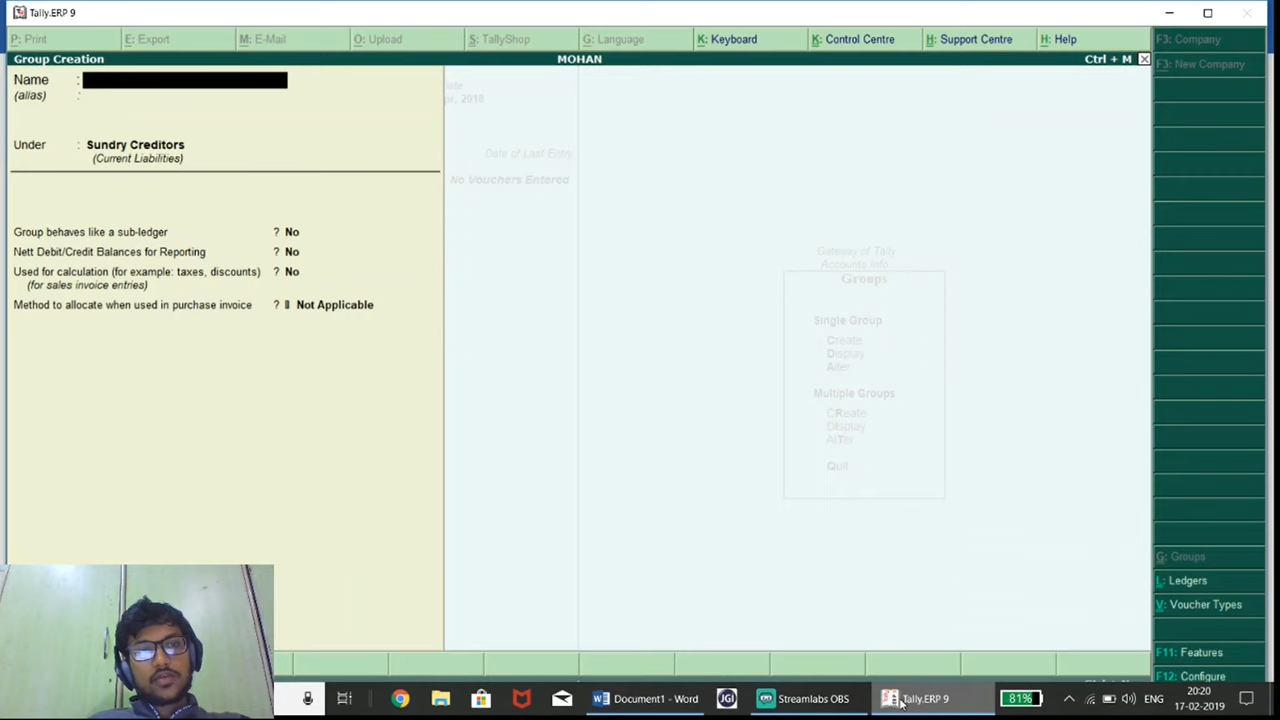 Tally.ERP 9
P: Print E: Export M: E-Mail O: Upload S: TallyShop G: Language K: Keyboard K: Control Centre H: Support Centre H: Help
F3: Company
F3: New Company
Group Creation MOHAN Ctrl + M
Name :
(alias) :
Under : Sundry Creditors
(Current Liabilities)
Group behaves like a sub-ledger ? No
Nett Debit/Credit Balances for Reporting ? No
Used for calculation (for example: taxes, discounts) ? No
(for sales invoice entries)
Method to allocate when used in purchase invoice ? Not Applicable
2018
Date of Last Entry
No Vouchers Entered
Gateway of Tally
Accounts Info.
Groups
Single Group
Create
Display
Alter
Multiple Groups
CReate
DIsplay
AlTer
Quit
G: Groups
L: Ledgers
V: Voucher Types
F11: Features
F12: Configure
Document1 - Word
JGI
Streamlabs OBS
Tally.ERP 9
81%
ENG
20:20
17-02-2019